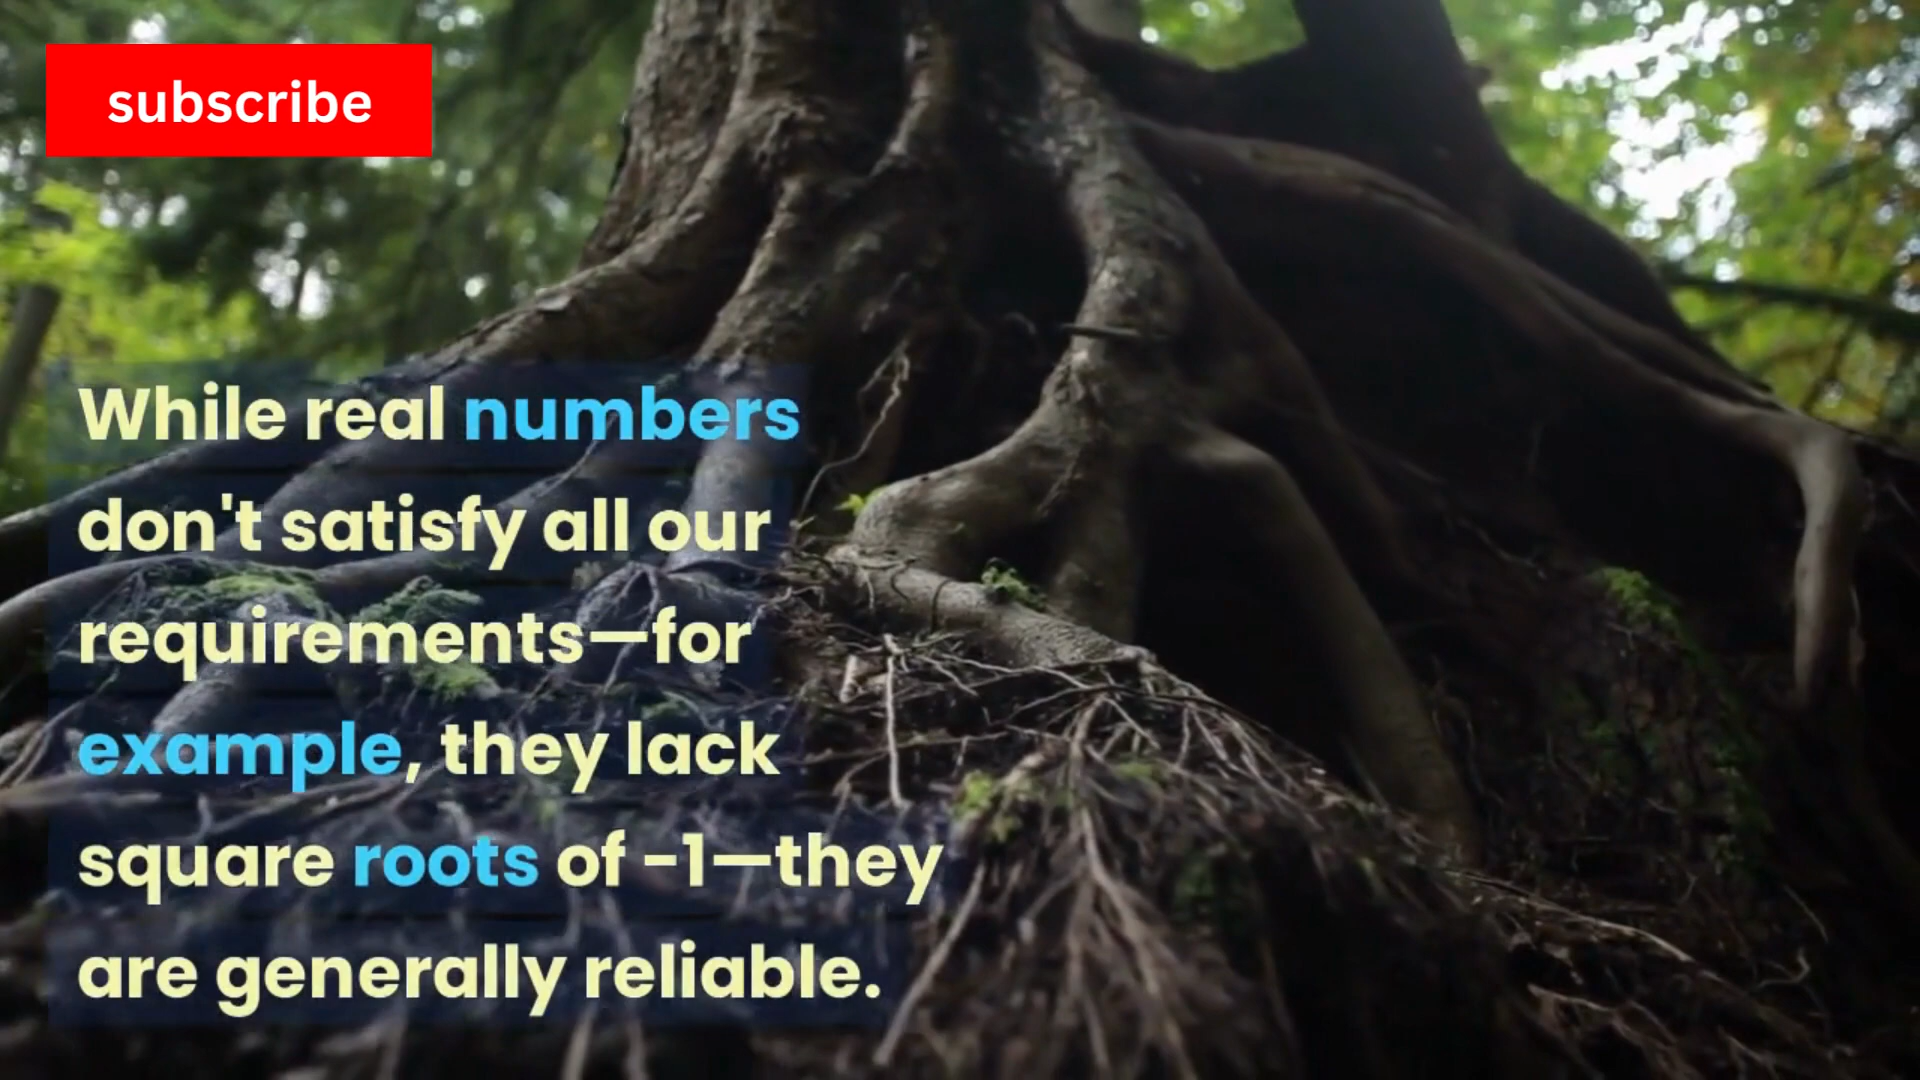 subscribe
While real numbers
don't satisfy all our
requirements—for
example, they lack
square roots of -1—they
are generally reliable.